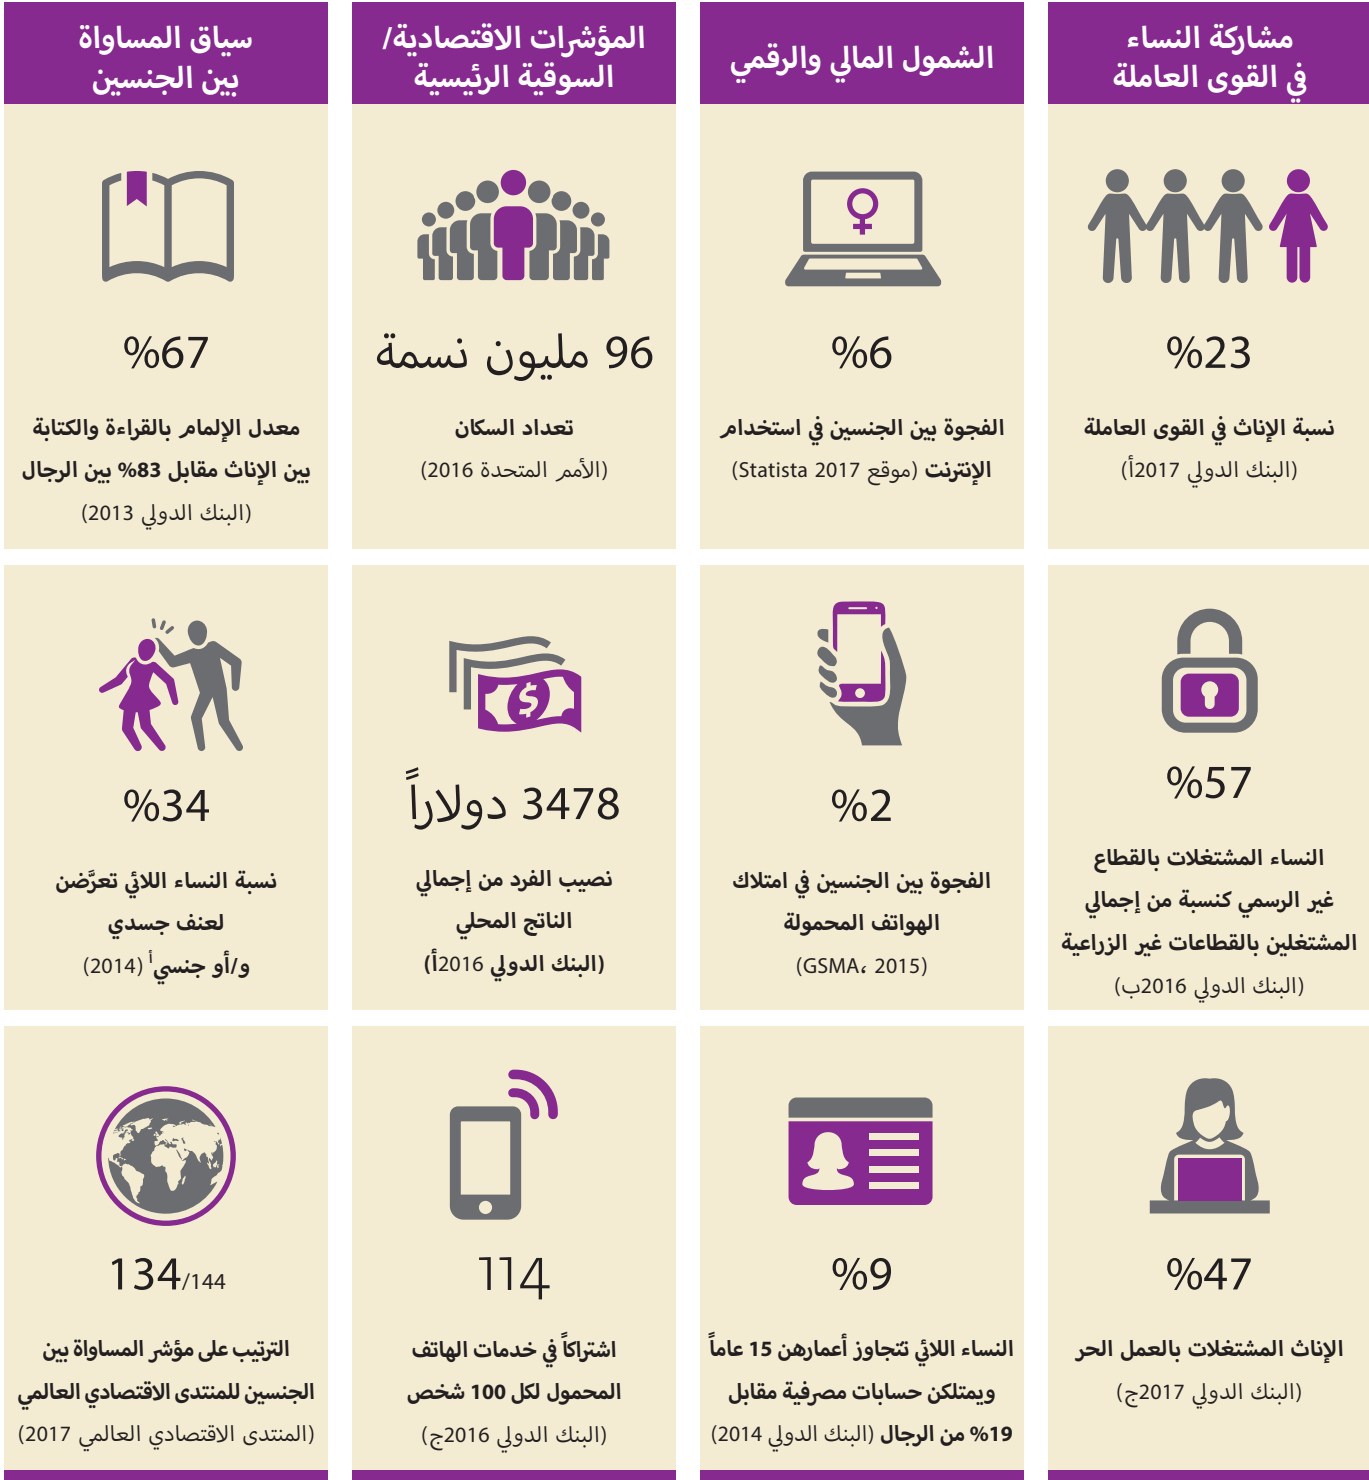 مشاركة النساء
في القوى العاملة
%23
نسبة الإناث في القوى العاملة
(البنك الدولي 2017أ)
%57
النساء المشتغلات بالقطاع
غير الرسمي كنسبة من إجمالي
المشتغلين بالقطاعات غير الزراعية
(البنك الدولي 2016ب)
%47
الإناث المشتغلات بالعمل الحر
(البنك الدولي 2017ج)
الشمول المالي والرقمي
%6
الفجوة بين الجنسين في استخدام
الإنترنت (موقع Statista 2017)
%2
الفجوة بين الجنسين في امتلاك
الهواتف المحمولة
(GSMA، 2015)
%9
النساء اللائي تتجاوز أعمارهن 15 عاماً
ويمتلكن حسابات مصرفية مقابل
19% من الرجال (البنك الدولي 2014)
المؤشرات الاقتصادية/
السوقية الرئيسية
96 مليون نسمة
تعداد السكان
(الأمم المتحدة 2016)
3478 دولاراً
نصيب الفرد من إجمالي
الناتج المحلي
(البنك الدولي 2016أ)
114
اشتراكاً في خدمات الهاتف
المحمول لكل 100 شخص
(البنك الدولي 2016ج)
سياق المساواة
بين الجنسين
%67
معدل الإلمام بالقراءة والكتابة
بين الإناث مقابل 83% بين الرجال
(البنك الدولي 2013)
%34
نسبة النساء اللائي تعرَّضن
لعنف جسدي
و/أو جنسي أ (2014)
134/144
الترتيب على مؤشر المساواة بين
الجنسين للمنتدى الاقتصادي العالمي
(المنتدى الاقتصادي العالمي 2017)